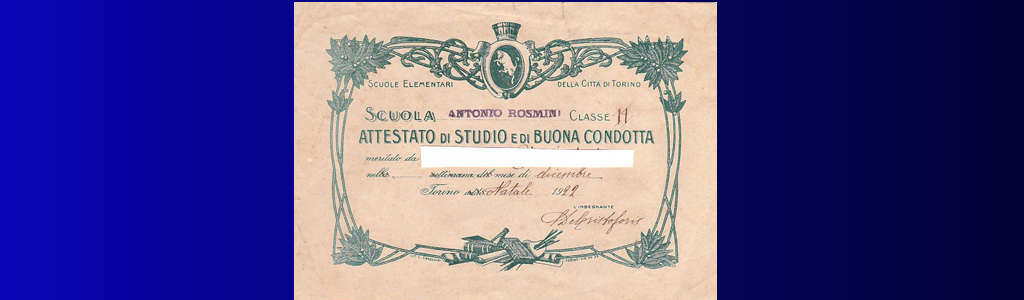 SCUOLE ELEMENTARI DELLA CITTÀ DI TORINO
SCUOLA ANTONIO ROSMINI CLASSE II
ATTESTATO DI STUDIO E DI BUONA CONDOTTA
meritato da
nella settimana del mese di dicembre
Torino Natale 1922
L'INSEGNANTE
DeCristoforis